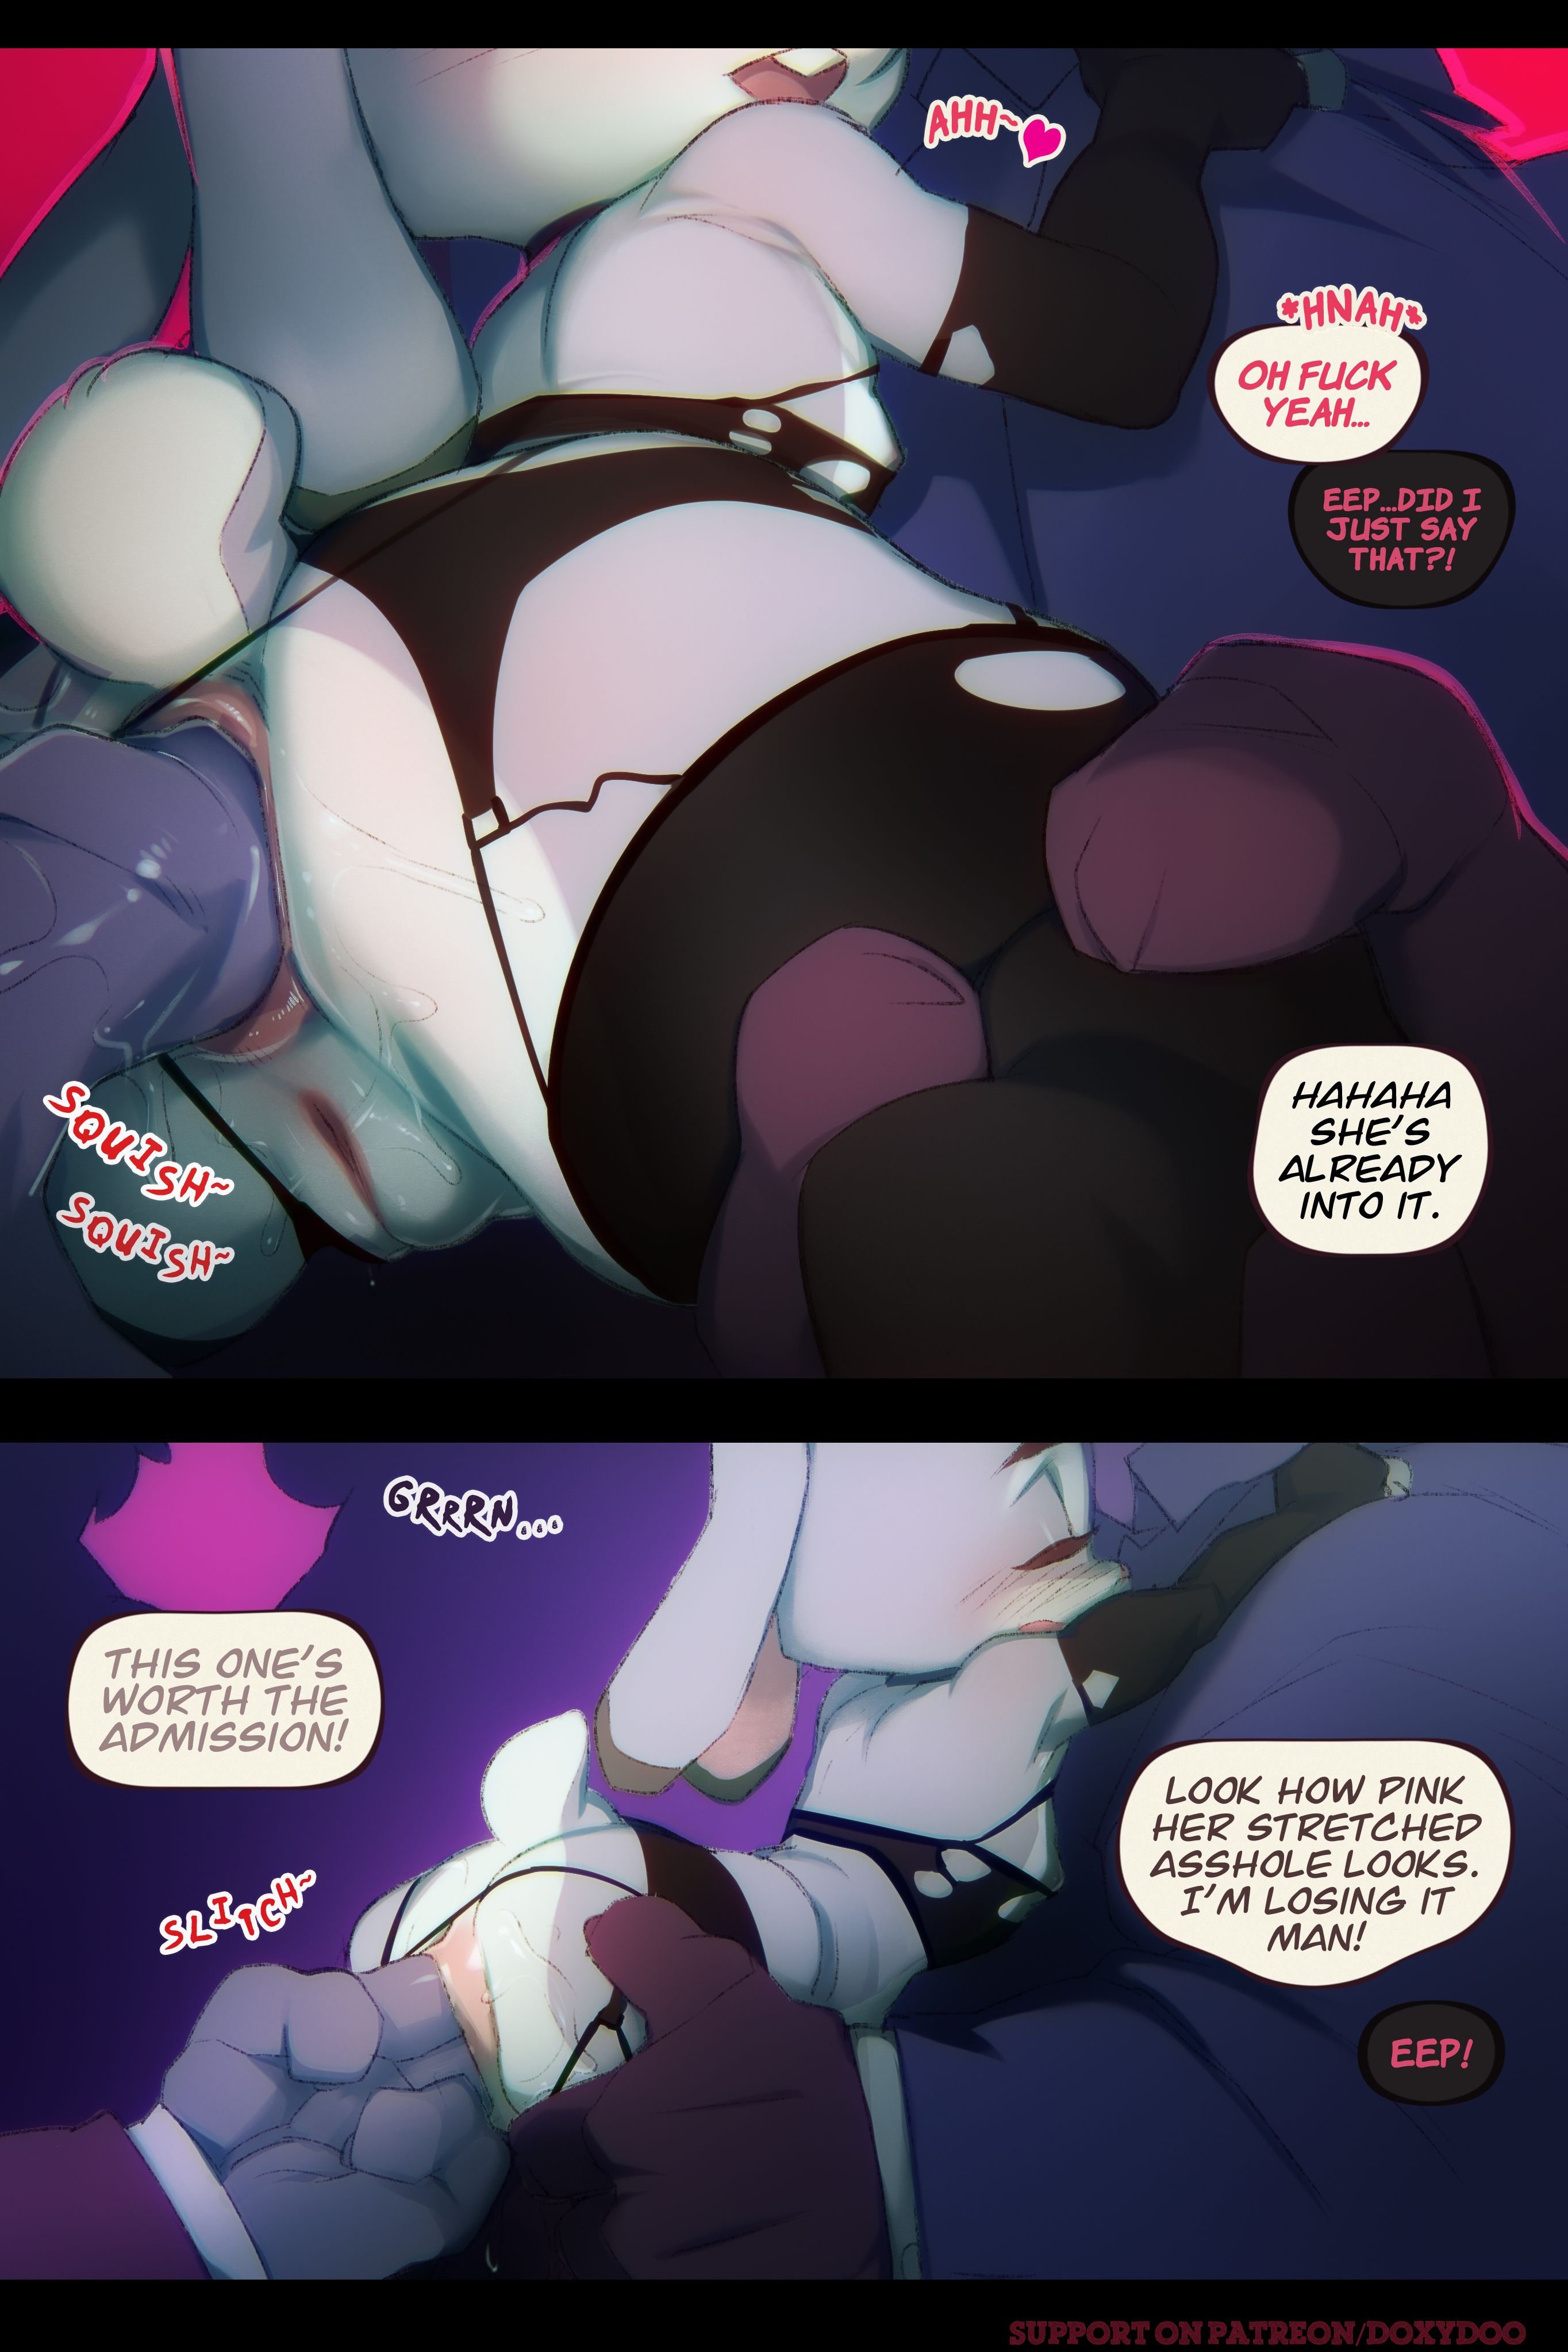 AHH~
*HNAH*
OH FUCK
YEAH...
EEP...DID I
JUST SAY
THAT?!
HAHAHA
SHE'S
ALREADY
INTO IT.
SQUISH~
SQUISH~
GRRRN...
THIS ONE'S
WORTH THE
ADMISSION!
LOOK HOW PINK
HER STRETCHED
ASSHOLE LOOKS.
I'M LOSING IT
MAN!
SLITCH~
EEP!
SUPPORT ON PATREON/DOXYDOO